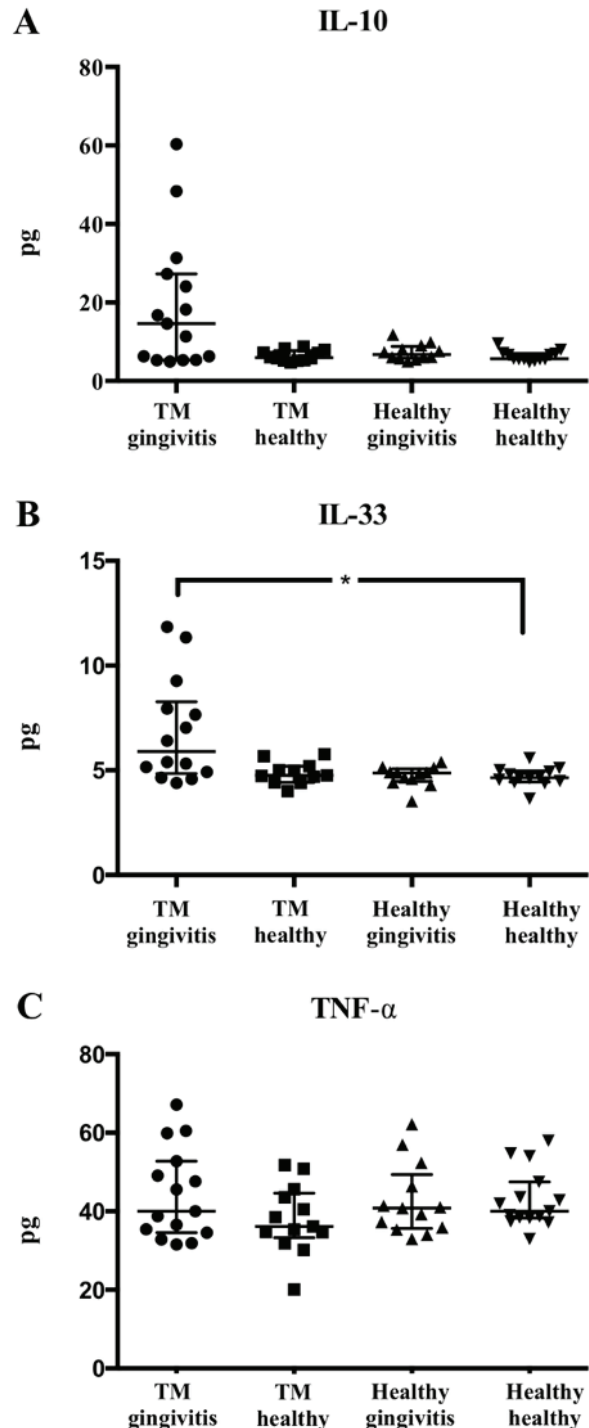 A
IL-10
80
60
40
20
0
pg
TM gingivitis
TM healthy
Healthy gingivitis
Healthy healthy
B
IL-33
*
15
10
5
0
pg
TM gingivitis
TM healthy
Healthy gingivitis
Healthy healthy
C
TNF-α
80
60
40
20
0
pg
TM gingivitis
TM healthy
Healthy gingivitis
Healthy healthy